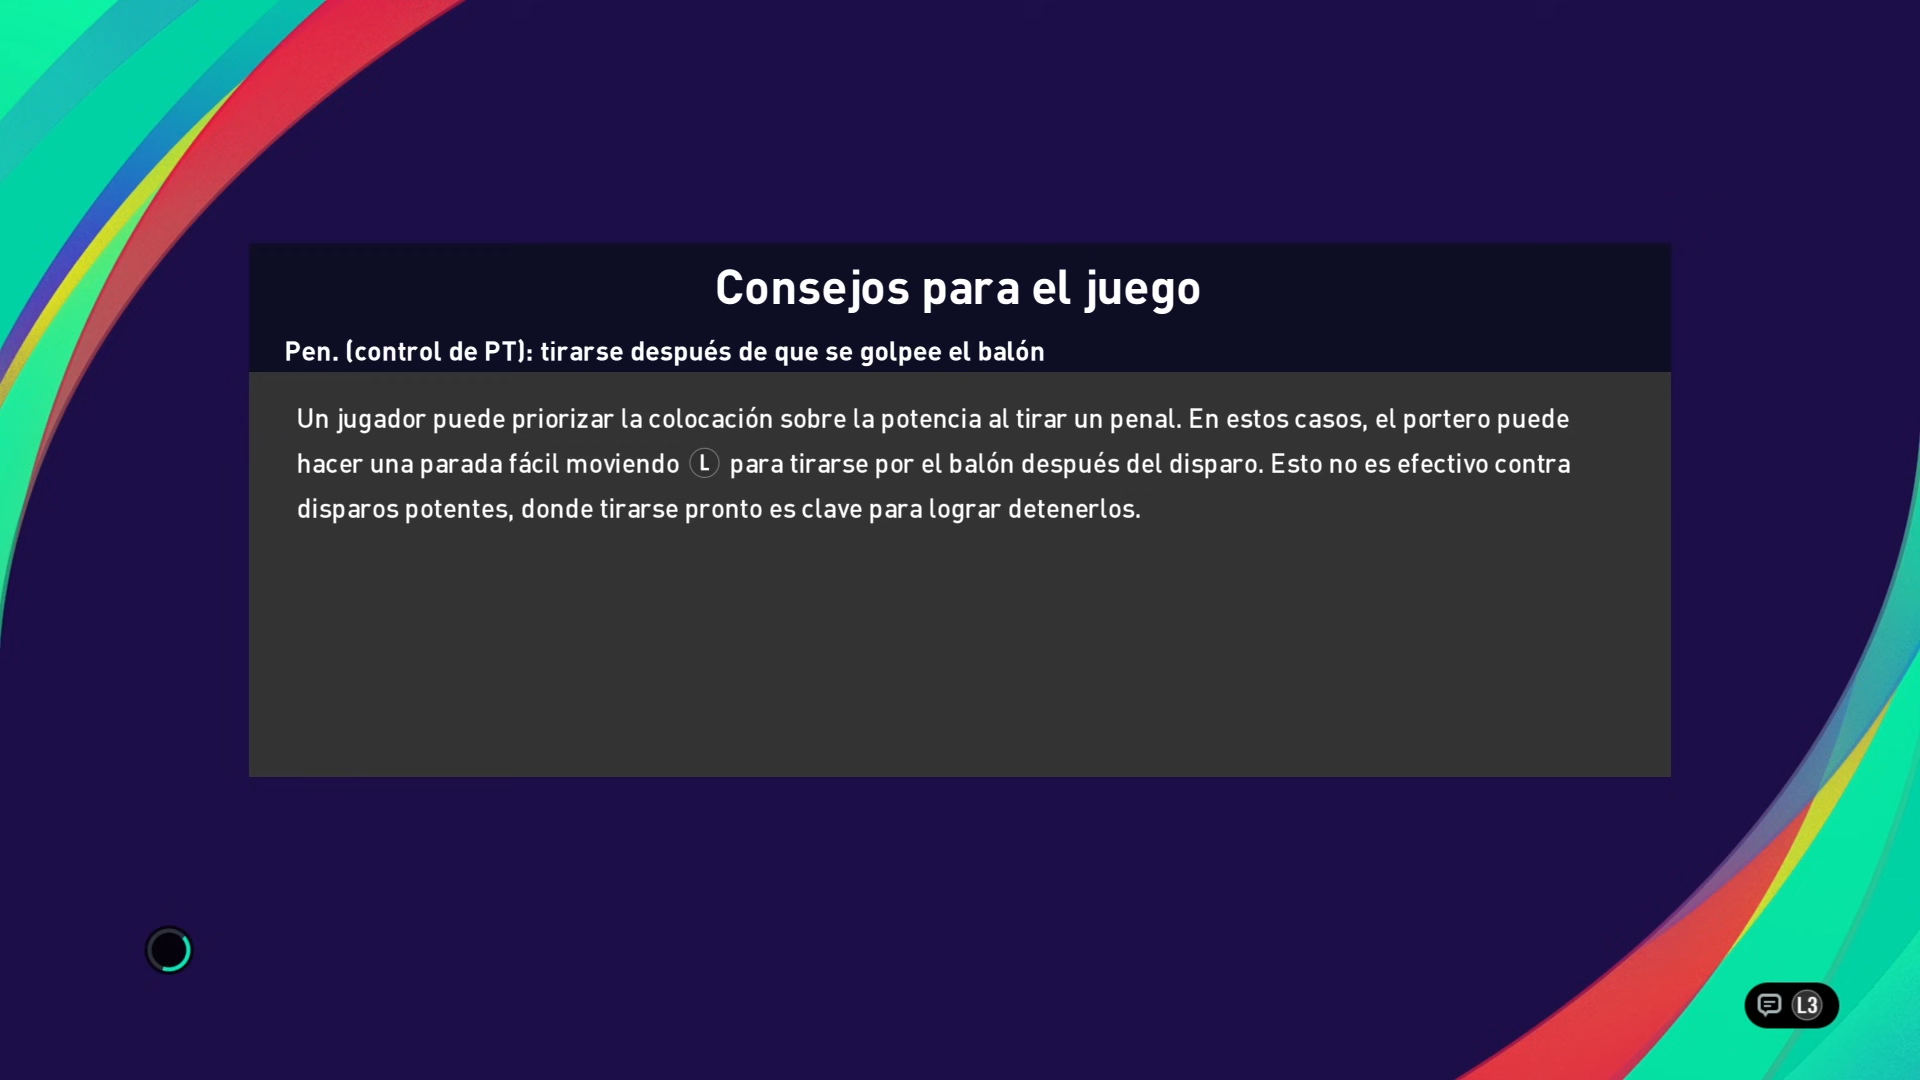 Consejos para el juego
Pen. (control de PT): tirarse después de que se golpee el balón
Un jugador puede priorizar la colocación sobre la potencia al tirar un penal. En estos casos, el portero puede
hacer una parada fácil moviendo L para tirarse por el balón después del disparo. Esto no es efectivo contra
disparos potentes, donde tirarse pronto es clave para lograr detenerlos.
L3